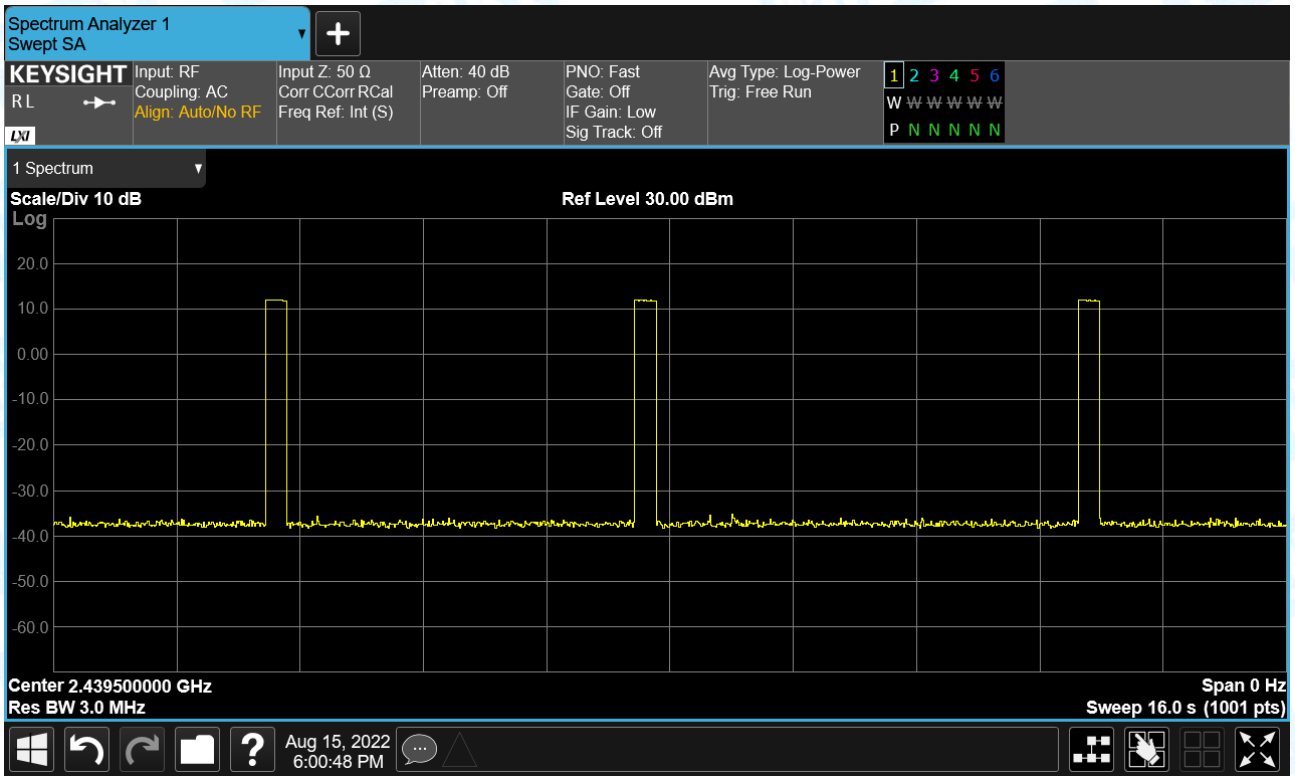 Spectrum Analyzer 1
Swept SA
KEYSIGHT
R L
LXI
Input: RF
Coupling: AC
Align: Auto/No RF
Input Z: 50 Ω
Corr CCorr RCal
Freq Ref: Int (S)
Atten: 40 dB
Preamp: Off
PNO: Fast
Gate: Off
IF Gain: Low
Sig Track: Off
Avg Type: Log-Power
Trig: Free Run
1 2 3 4 5 6
W W W W W W
P N N N N N
1 Spectrum
Scale/Div 10 dB
Ref Level 30.00 dBm
Log
20.0
10.0
0.00
-10.0
-20.0
-30.0
-40.0
-50.0
-60.0
Center 2.439500000 GHz
Res BW 3.0 MHz
Span 0 Hz
Sweep 16.0 s (1001 pts)
?
Aug 15, 2022
6:00:48 PM